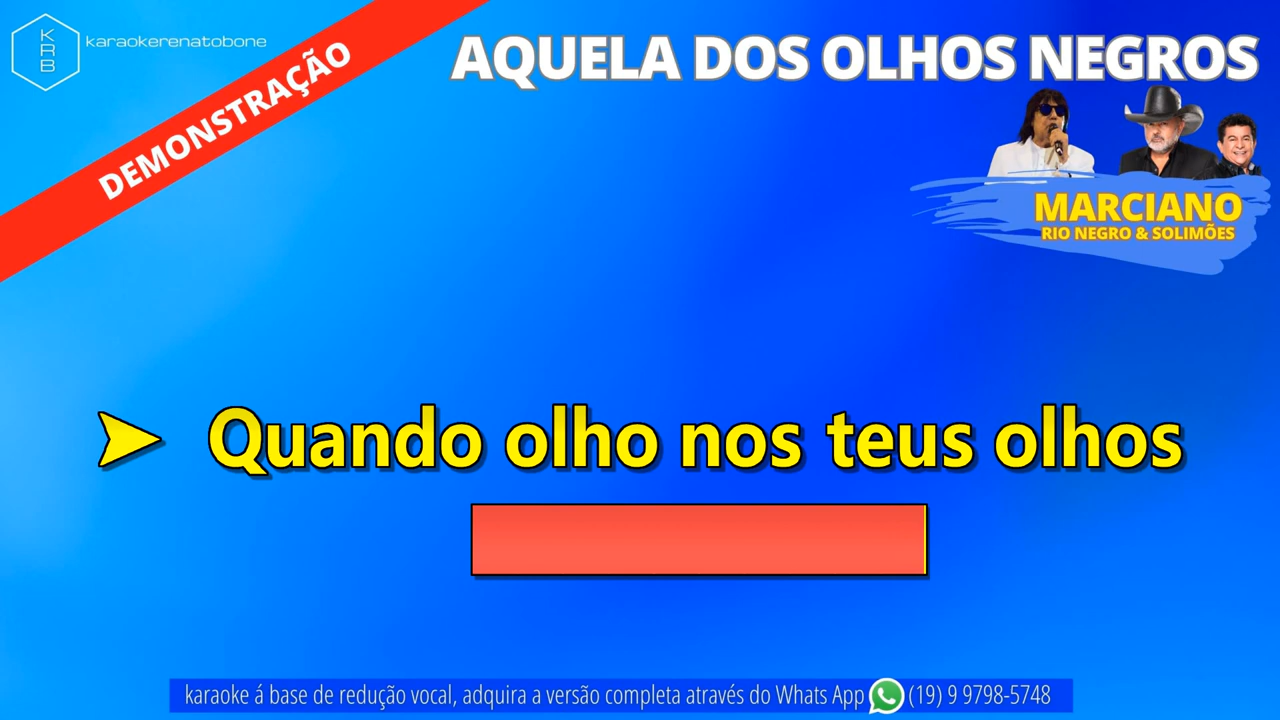 KRB
karaokerenatobone
DEMONSTRAÇÃO
AQUELA DOS OLHOS NEGROS
MARCIANO
RIO NEGRO & SOLIMÕES
Quando olho nos teus olhos
karaoke á base de redução vocal, adquira a versão completa através do Whats App (19) 9 9798-5748